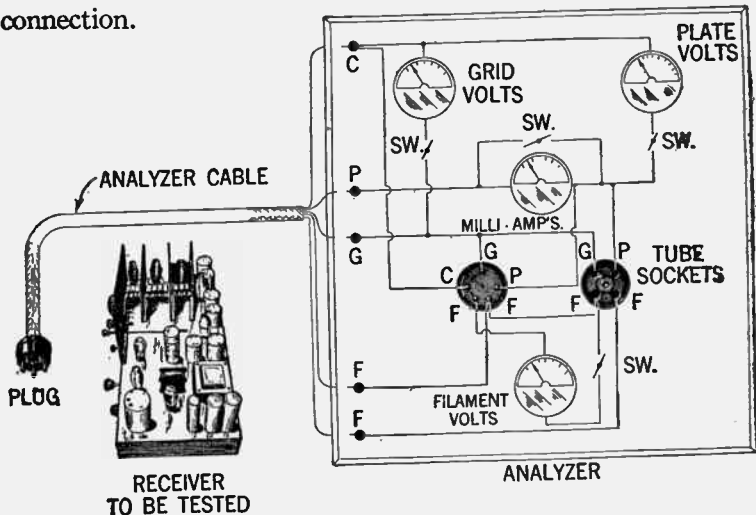 connection.
PLATE
VOLTS
C
GRID
VOLTS
SW.
SW.
SW.
ANALYZER CABLE
P
MILLI-AMP'S.
G
G
G
P
C
P
TUBE
SOCKETS
F
F
F
F
SW.
F
PLUG
FILAMENT
VOLTS
F
ANALYZER
RECEIVER
TO BE TESTED